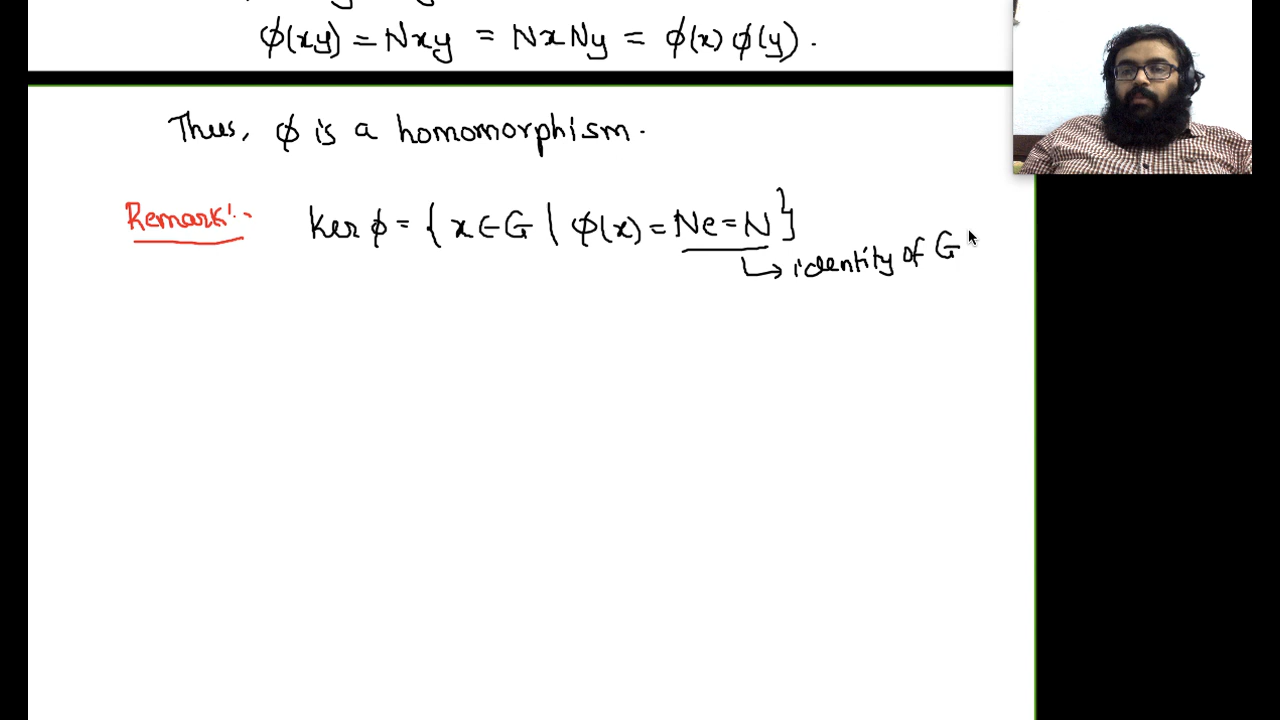 ϕ(xy) = Nxy = NxNy = ϕ(x) ϕ(y).
Thus, ϕ is a homomorphism.
Remark:- Ker ϕ = { x ∈ G | ϕ(x) = Ne = N }
↳ identity of G